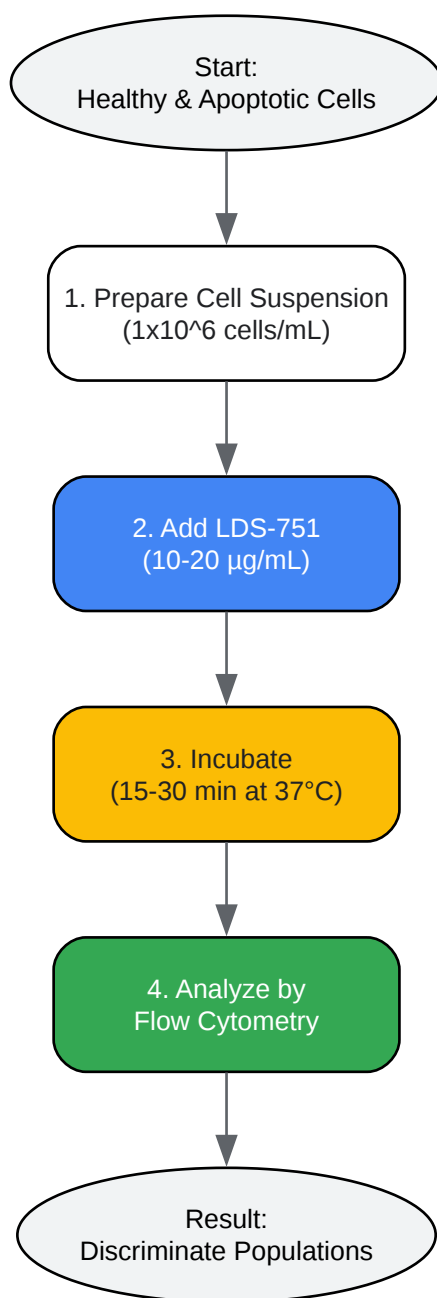 Start:
Healthy & Apoptotic Cells
1. Prepare Cell Suspension
(1x10^6 cells/mL)
2. Add LDS-751
(10-20 µg/mL)
3. Incubate
(15-30 min at 37°C)
4. Analyze by
Flow Cytometry
Result:
Discriminate Populations